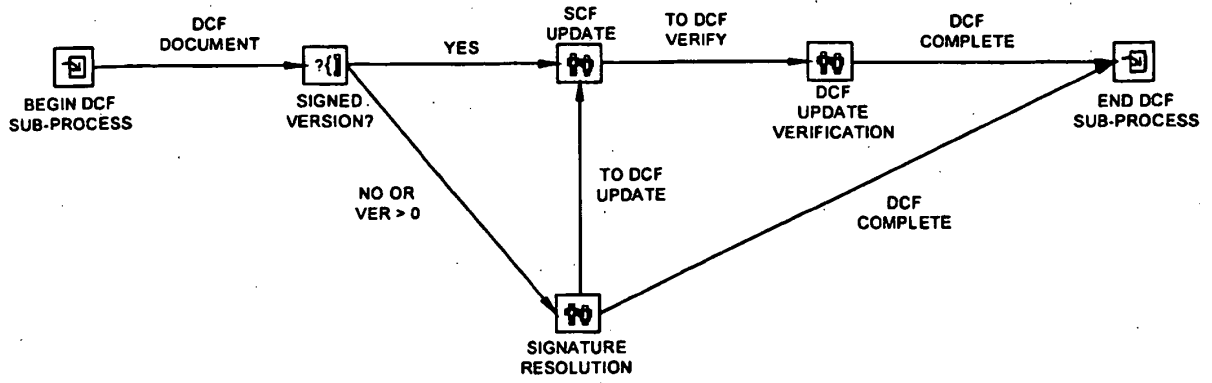 DCF
DOCUMENT
BEGIN DCF
SUB-PROCESS
?{]
SIGNED
VERSION?
YES
SCF
UPDATE
TO DCF
VERIFY
DCF
UPDATE
VERIFICATION
DCF
COMPLETE
END DCF
SUB-PROCESS
NO OR
VER > 0
TO DCF
UPDATE
DCF
COMPLETE
SIGNATURE
RESOLUTION